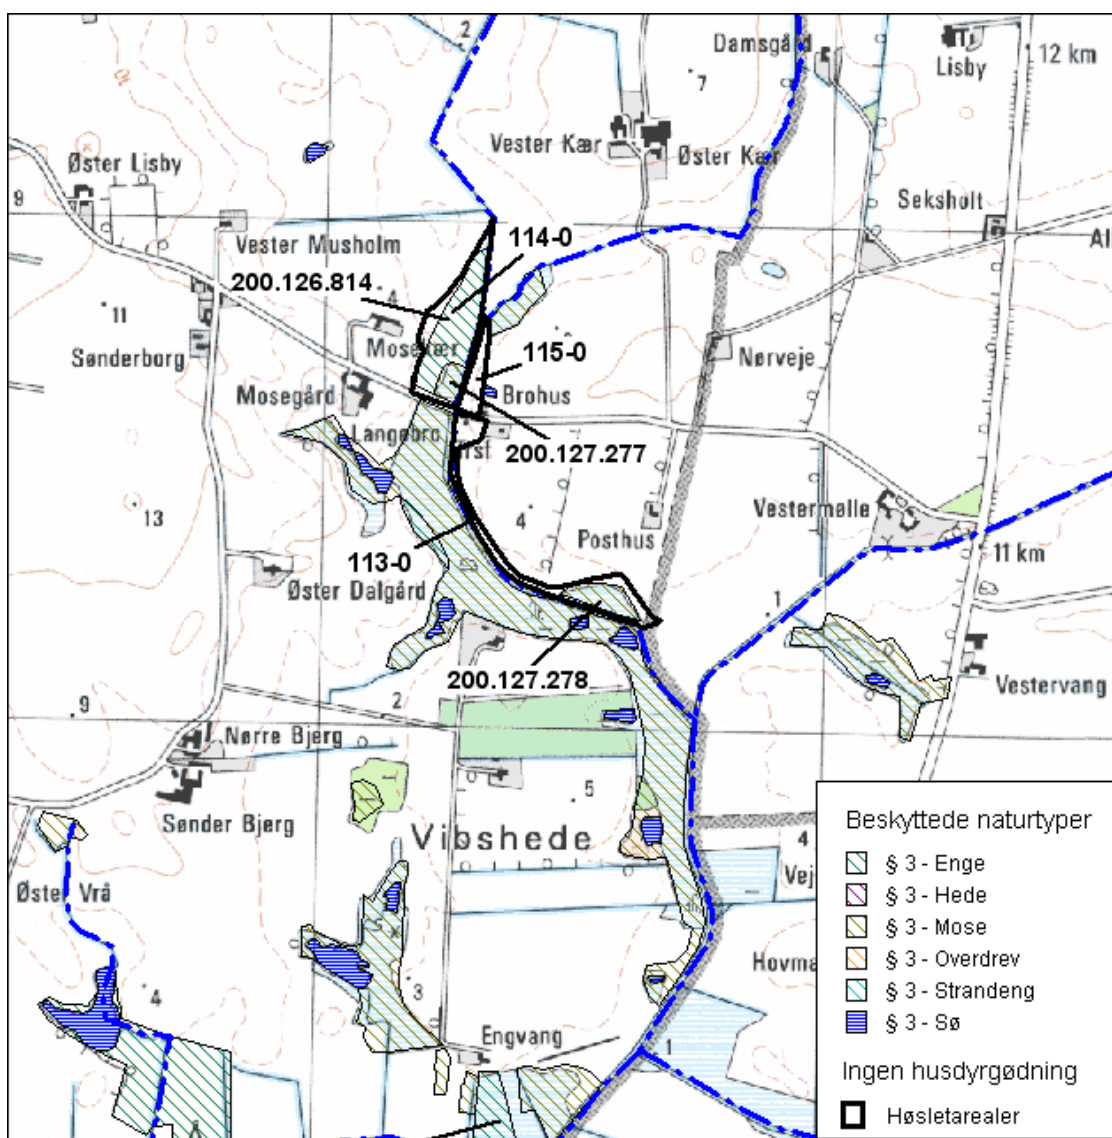 2
Damsgård
Lisby
12 km
7
Vester Kær
Øster Kær
Øster Lisby
9
Seksholt
Vester Musholm
114-0
200.126.814
4
11
115-0
Sønderborg
Nørveje
Mosegård
Brohus
Langebro
200.127.277
13
4
Vestermølle
Posthus
113-0
11 km
Øster Dalgård
1
200.127.278
Vestervang
9
2
Nørre Bjerg
5
Sønder Bjerg
Vibshede
4
Øster Vrå
Hovma
4
3
Engvang
1
Beskyttede naturtyper
§ 3 - Enge
§ 3 - Hede
§ 3 - Mose
§ 3 - Overdrev
§ 3 - Strandeng
§ 3 - Sø
Ingen husdyrgødning
Høsletarealer